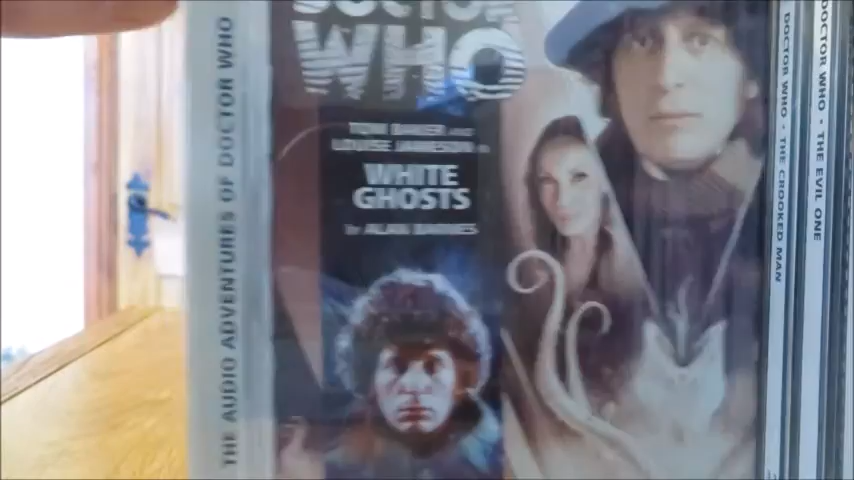 THE AUDIO ADVENTURES OF DOCTOR WHO
DOCTOR
WHO
TOM BAKER AND
LOUISE JAMESON IN
WHITE
GHOSTS
BY ALAN BARNES
DOCTOR WHO · THE CROOKED MAN
DOCTOR WHO · THE EVIL ONE